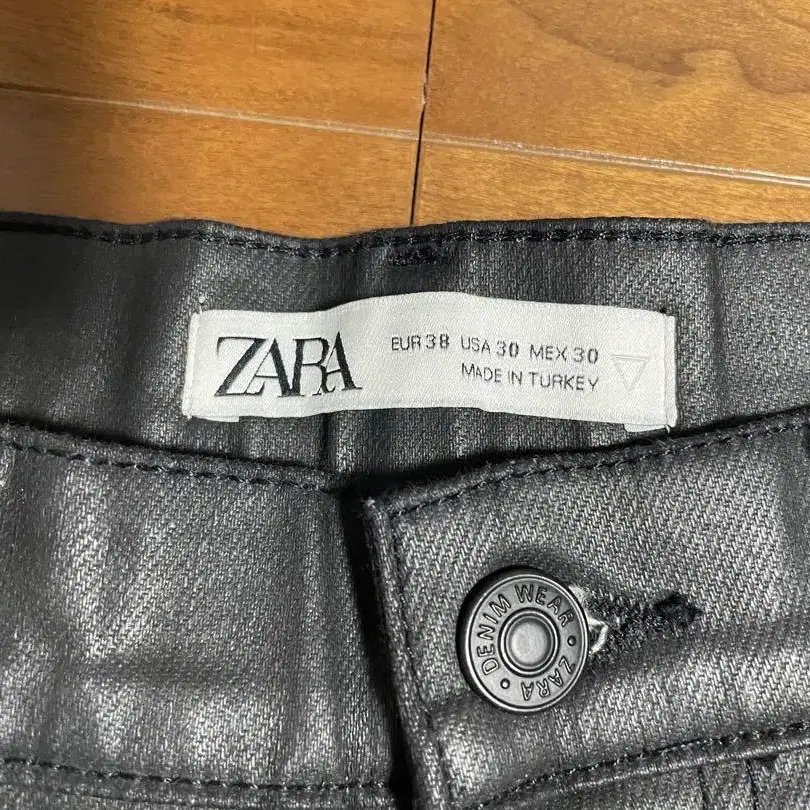 ZARA
EUR 38 USA 30 MEX 30
MADE IN TURKEY
DENIM WEAR • ZARA •